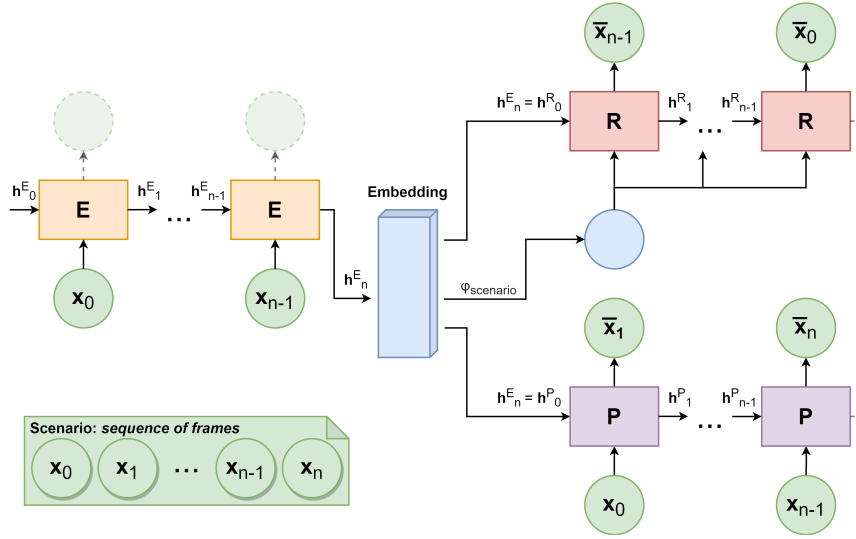 x̅n-1
x̅0
hEn = hR0
hR1
hRn-1
R
...
R
hE0
hE1
hEn-1
Embedding
E
...
E
hEn
φscenario
x0
xn-1
x̅1
x̅n
hEn = hP0
hP1
hPn-1
P
...
P
Scenario: sequence of frames
x0 x1 ... xn-1 xn
x0
xn-1